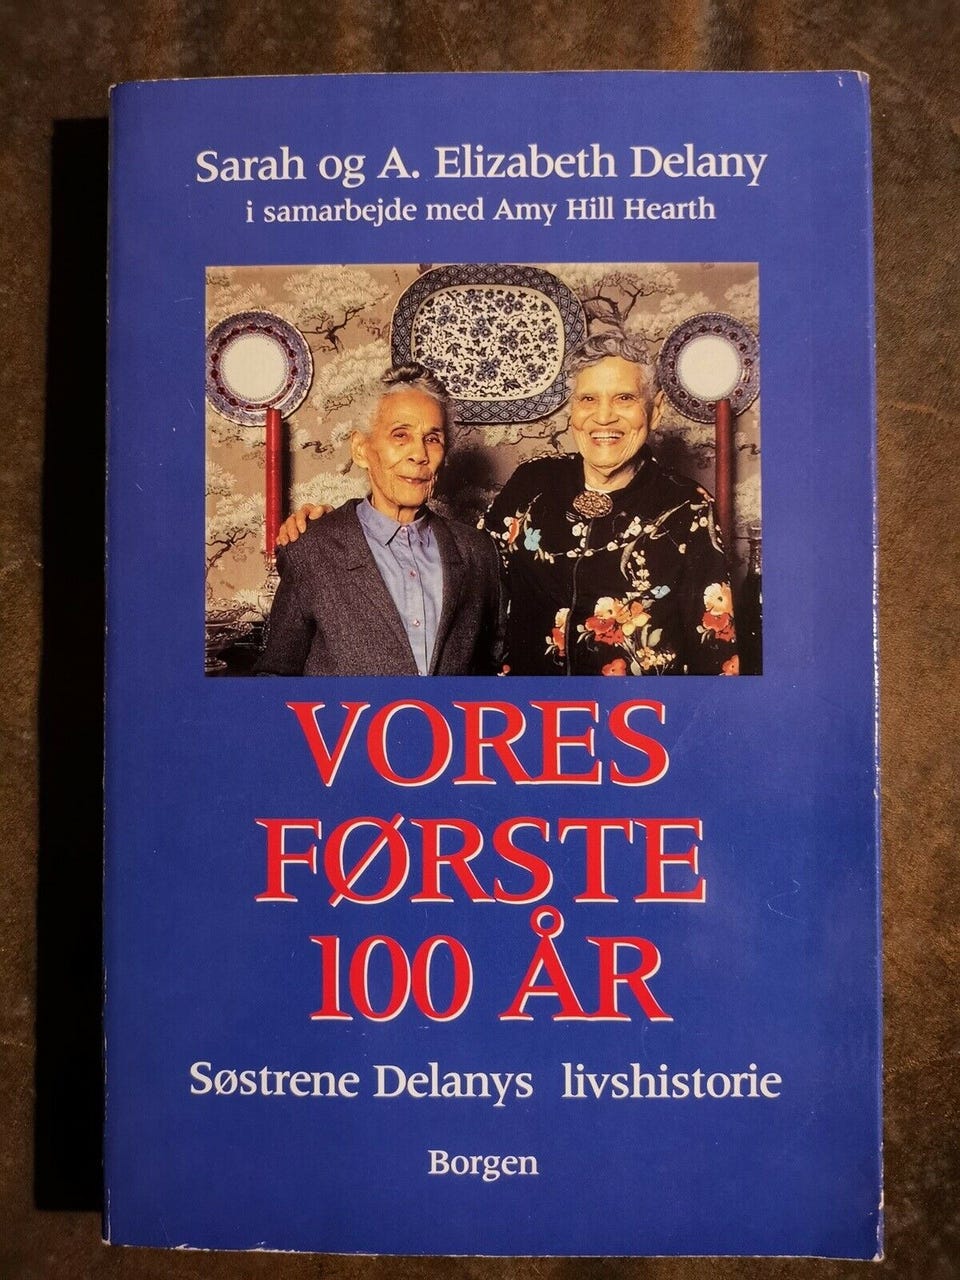 Sarah og A. Elizabeth Delany
i samarbejde med Amy Hill Hearth
VORES
FØRSTE
100 ÅR
Søstrene Delanys livshistorie
Borgen